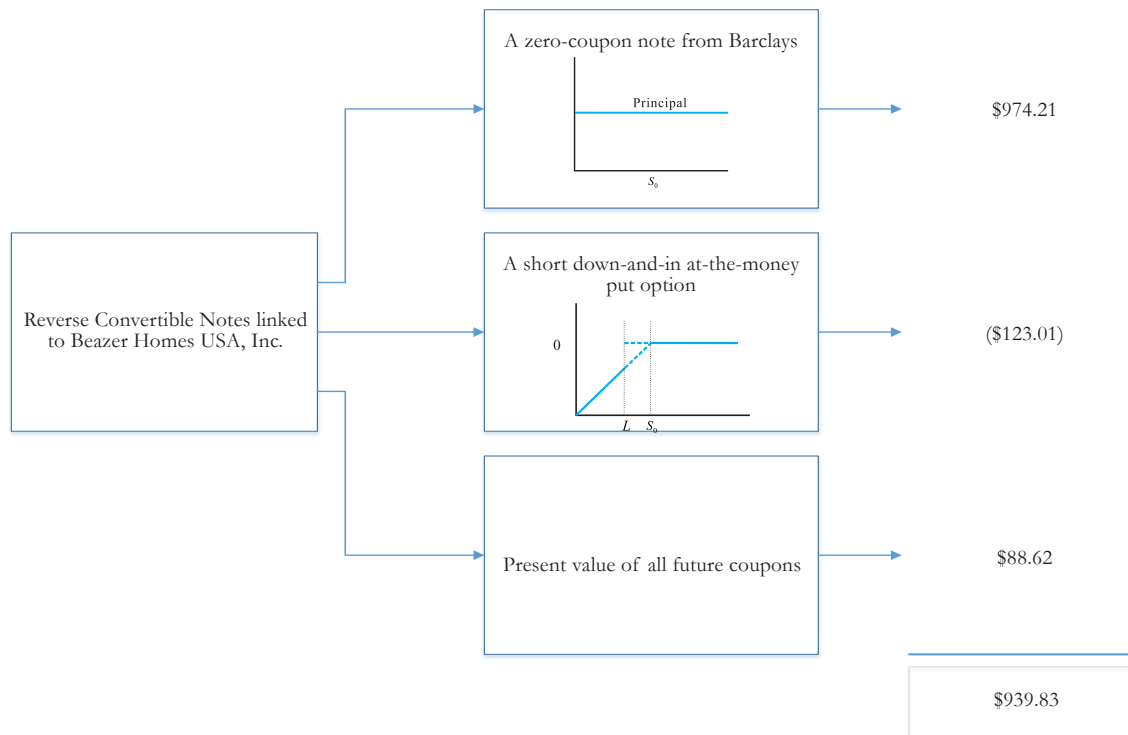 A zero-coupon note from Barclays
Principal
S₀
$974.21
Reverse Convertible Notes linked
to Beazer Homes USA, Inc.
A short down-and-in at-the-money
put option
0
L S₀
($123.01)
Present value of all future coupons
$88.62
$939.83